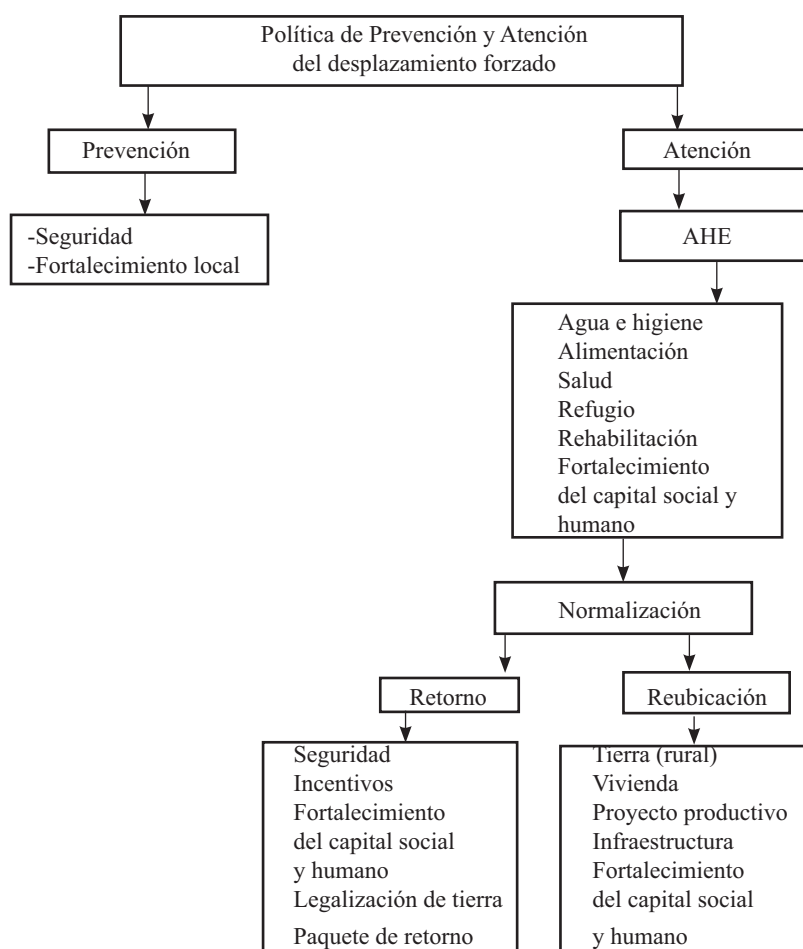 Política de Prevención y Atención
del desplazamiento forzado
Prevención
Atención
-Seguridad
-Fortalecimiento local
AHE
Agua e higiene
Alimentación
Salud
Refugio
Rehabilitación
Fortalecimiento
del capital social y
humano
Normalización
Retorno
Reubicación
Seguridad
Incentivos
Fortalecimiento
del capital social
y humano
Legalización de tierra
Paquete de retorno
Tierra (rural)
Vivienda
Proyecto productivo
Infraestructura
Fortalecimiento
del capital social
y humano